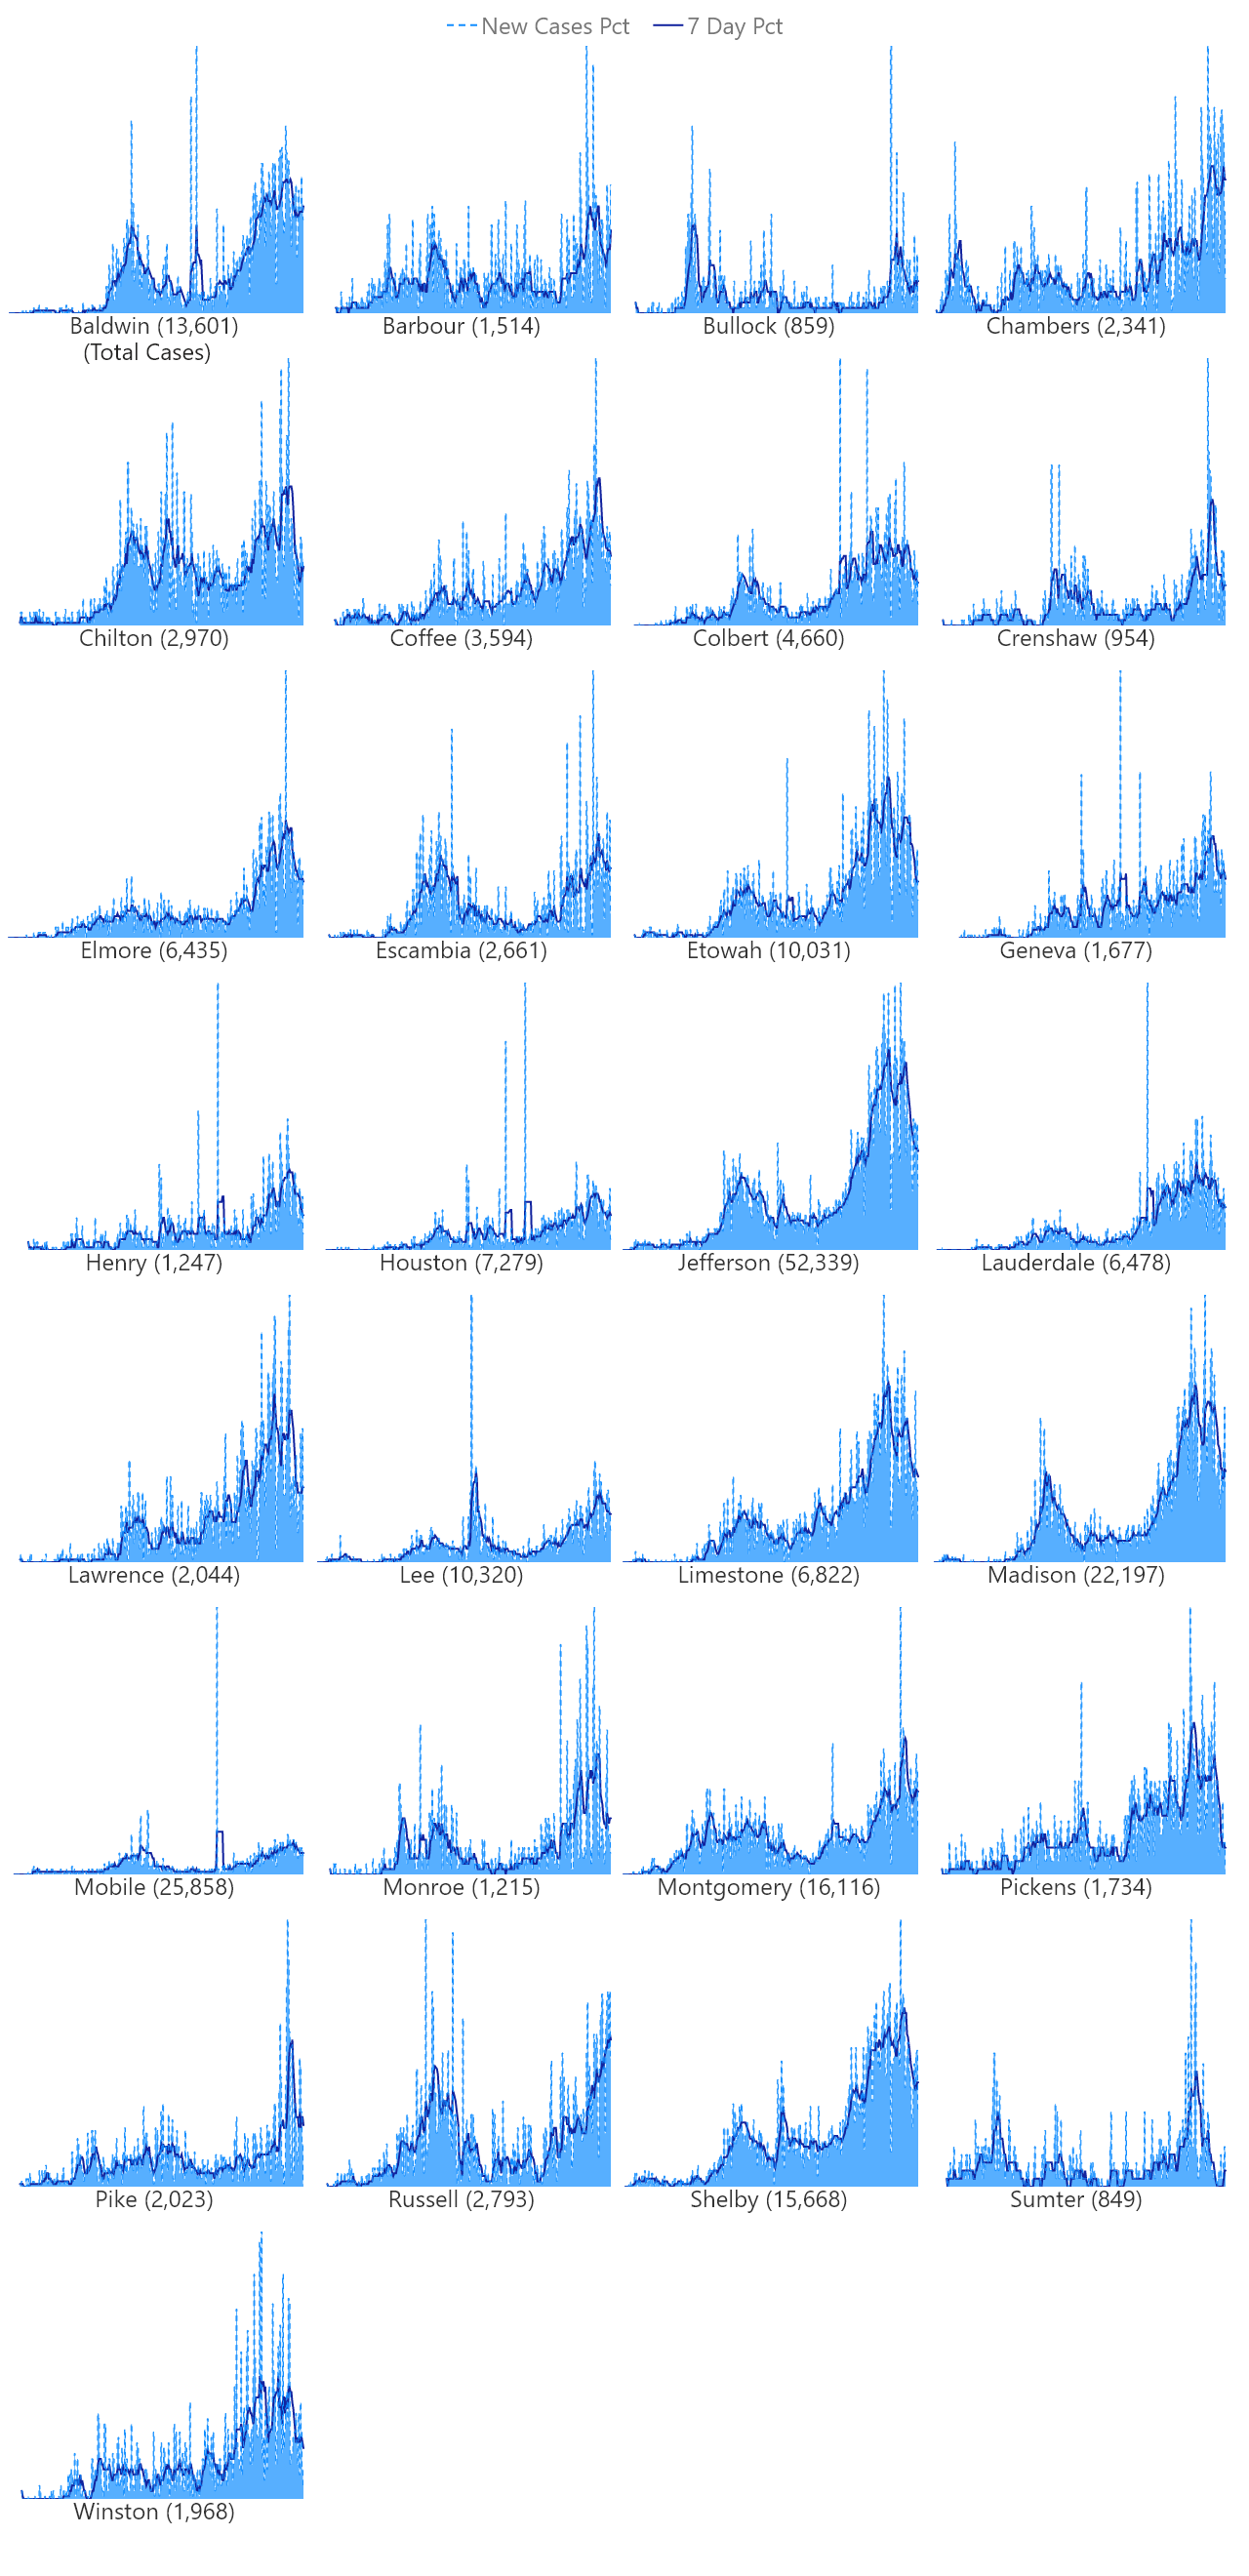 New Cases Pct 7 Day Pct
Baldwin (13,601)
(Total Cases)
Barbour (1,514)
Bullock (859)
Chambers (2,341)
Chilton (2,970)
Coffee (3,594)
Colbert (4,660)
Crenshaw (954)
Elmore (6,435)
Escambia (2,661)
Etowah (10,031)
Geneva (1,677)
Henry (1,247)
Houston (7,279)
Jefferson (52,339)
Lauderdale (6,478)
Lawrence (2,044)
Lee (10,320)
Limestone (6,822)
Madison (22,197)
Mobile (25,858)
Monroe (1,215)
Montgomery (16,116)
Pickens (1,734)
Pike (2,023)
Russell (2,793)
Shelby (15,668)
Sumter (849)
Winston (1,968)